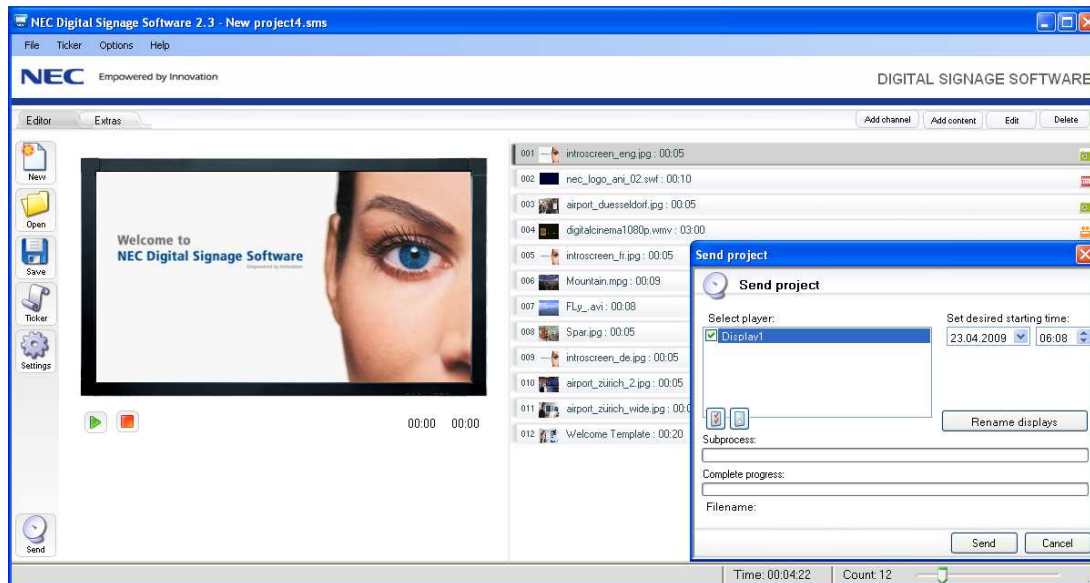 NEC Digital Signage Software 2.3 - New project4.sms
File Ticker Options Help
NEC Empowered by Innovation
DIGITAL SIGNAGE SOFTWARE
Editor Extras
Add channel Add content Edit Delete
New
Open
Save
Ticker
Settings
Send
Welcome to
NEC Digital Signage Software
Empowered by Innovation
00:00 00:00
001 introscreen_eng.jpg : 00:05
002 nec_logo_ani_02.swf : 00:10
003 airport_duesseldorf.jpg : 00:05
004 digitalcinema1080p.wmv : 03:00
005 introscreen_fr.jpg : 00:05
006 Mountain.mpg : 00:09
007 FLy_.avi : 00:08
008 Spar.jpg : 00:05
009 introscreen_de.jpg : 00:05
010 airport_zürich_2.jpg : 00:05
011 airport_zürich_wide.jpg : 00:0
012 Welcome Template : 00:20
Send project
Send project
Select player:
Display1
Set desired starting time:
23.04.2009 06:08
Rename displays
Subprocess:
Complete progress:
Filename:
Send Cancel
Time: 00:04:22 Count: 12